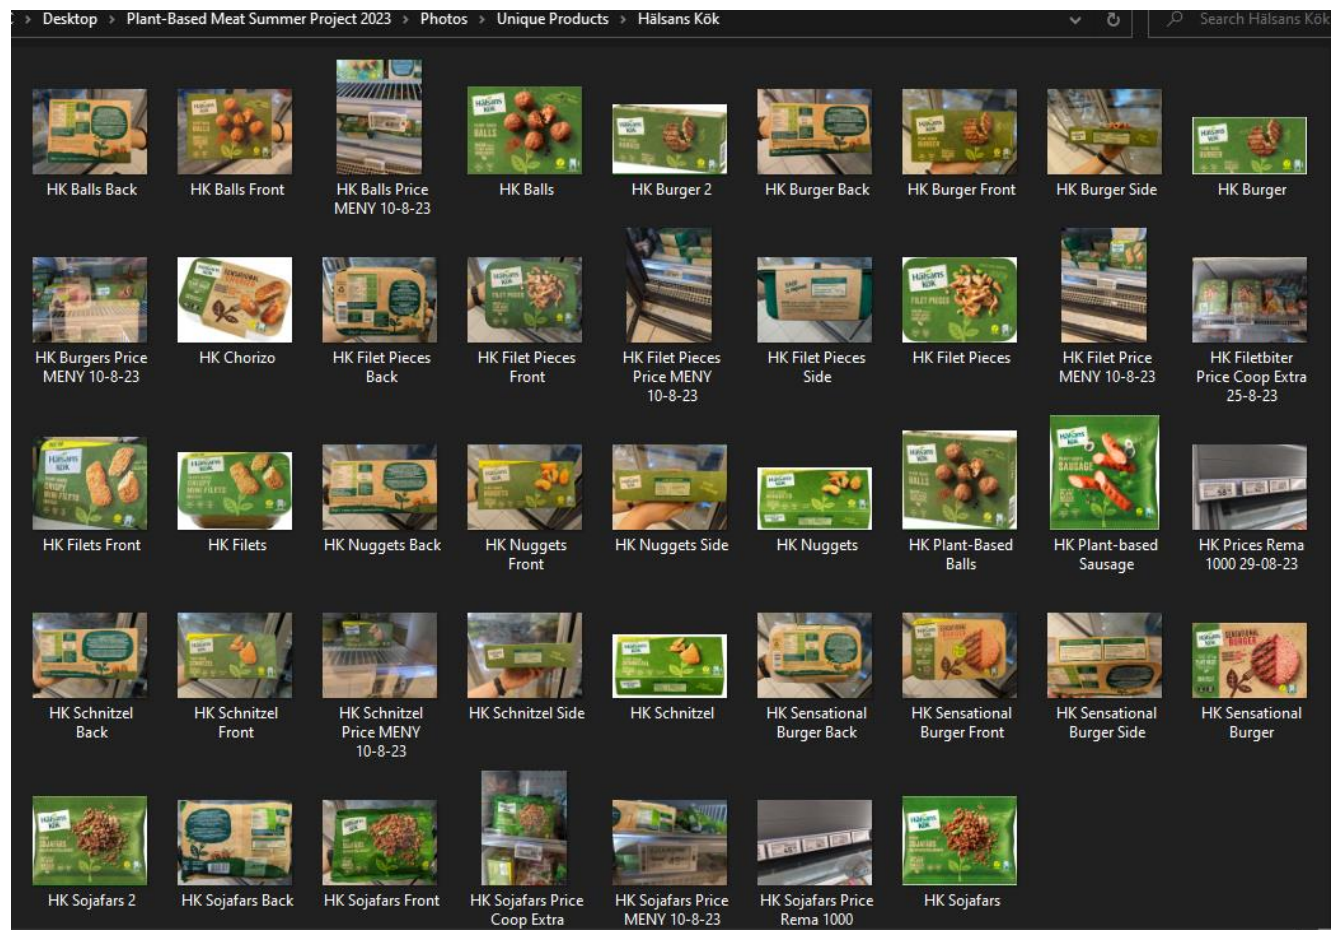 Desktop > Plant-Based Meat Summer Project 2023 > Photos > Unique Products > Hälsans Kök
Search Hälsans Kök
HK Balls Back
HK Balls Front
HK Balls Price
MENY 10-8-23
HK Balls
HK Burger 2
HK Burger Back
HK Burger Front
HK Burger Side
HK Burger
HK Burgers Price
MENY 10-8-23
HK Chorizo
HK Filet Pieces
Back
HK Filet Pieces
Front
HK Filet Pieces
Price MENY
10-8-23
HK Filet Pieces
Side
HK Filet Pieces
HK Filet Price
MENY 10-8-23
HK Filetbiter
Price Coop Extra
25-8-23
HK Filets Front
HK Filets
HK Nuggets Back
HK Nuggets
Front
HK Nuggets Side
HK Nuggets
HK Plant-Based
Balls
HK Plant-based
Sausage
HK Prices Rema
1000 29-08-23
HK Schnitzel
Back
HK Schnitzel
Front
HK Schnitzel
Price MENY
10-8-23
HK Schnitzel Side
HK Schnitzel
HK Sensational
Burger Back
HK Sensational
Burger Front
HK Sensational
Burger Side
HK Sensational
Burger
HK Sojafars 2
HK Sojafars Back
HK Sojafars Front
HK Sojafars Price
Coop Extra
HK Sojafars Price
MENY 10-8-23
HK Sojafars Price
Rema 1000
HK Sojafars